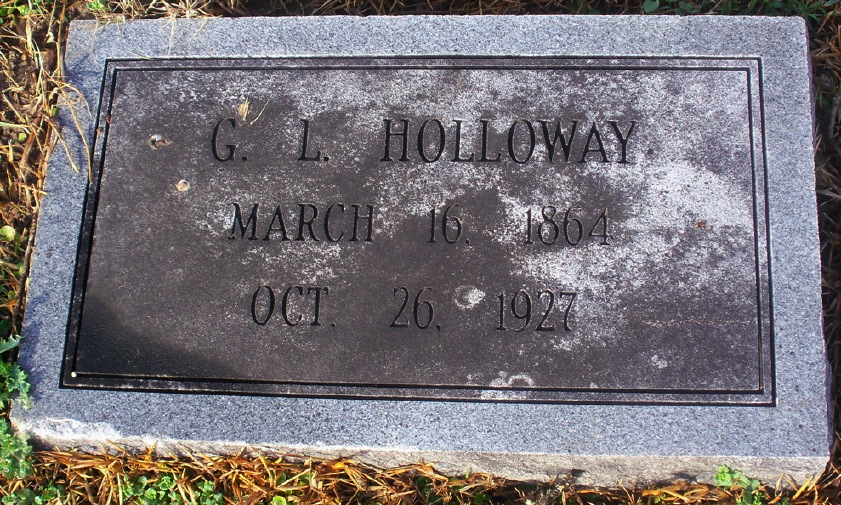 G. L. HOLLOWAY
MARCH 16, 1864
OCT. 26, 1927